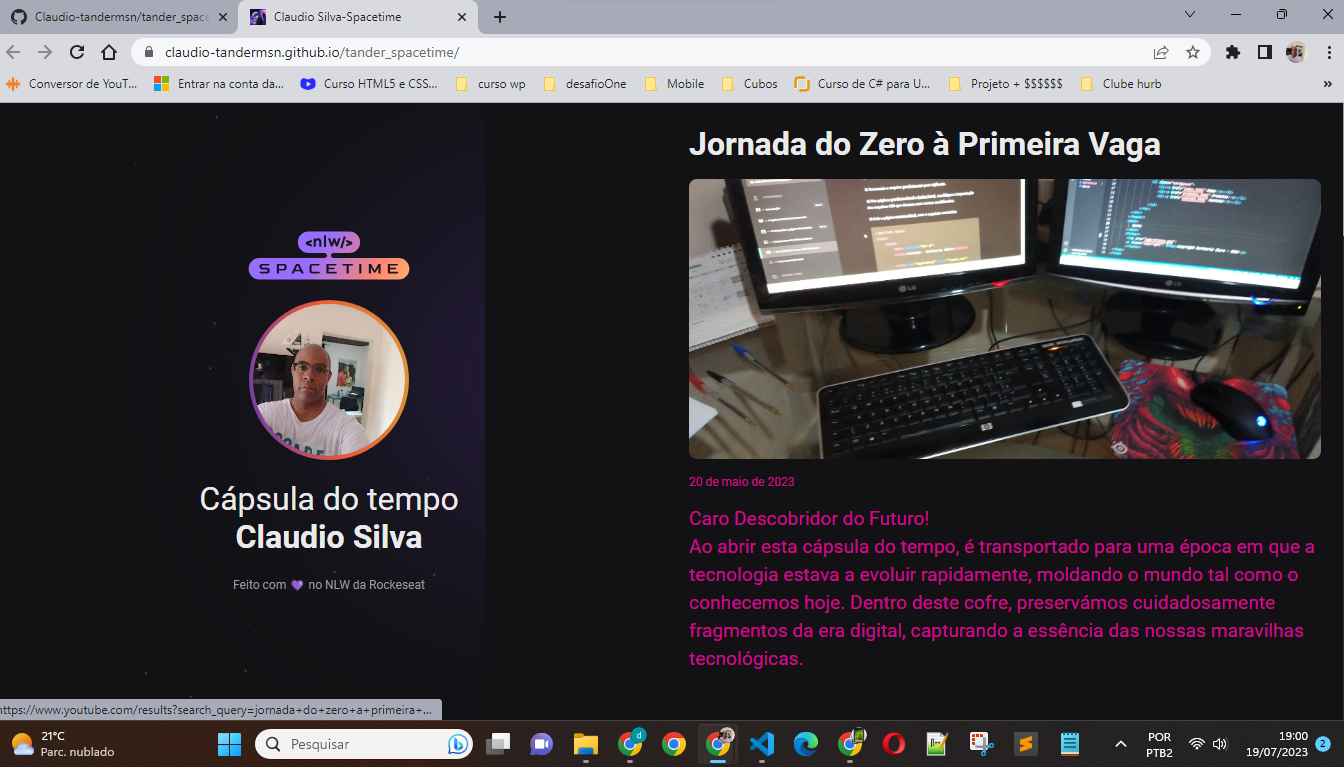 Claudio-tandermsn/tander_space
Claudio Silva-Spacetime
claudio-tandermsn.github.io/tander_spacetime/
Conversor de YouT...
Entrar na conta da...
Curso HTML5 e CSS...
curso wp
desafioOne
Mobile
Cubos
Curso de C# para U...
Projeto + $$$$$$
Clube hurb
»
<nlw/>
SPACETIME
Cápsula do tempo
Claudio Silva
Feito com 💜 no NLW da Rockeseat
Jornada do Zero à Primeira Vaga
LG
LG
hp
20 de maio de 2023
Caro Descobridor do Futuro!
Ao abrir esta cápsula do tempo, é transportado para uma época em que a
tecnologia estava a evoluir rapidamente, moldando o mundo tal como o
conhecemos hoje. Dentro deste cofre, preservámos cuidadosamente
fragmentos da era digital, capturando a essência das nossas maravilhas
tecnológicas.
https://www.youtube.com/results?search_query=jornada+do+zero+a+primeira+...
21°C
Parc. nublado
Pesquisar
d
POR
PTB2
19:00
19/07/2023
2